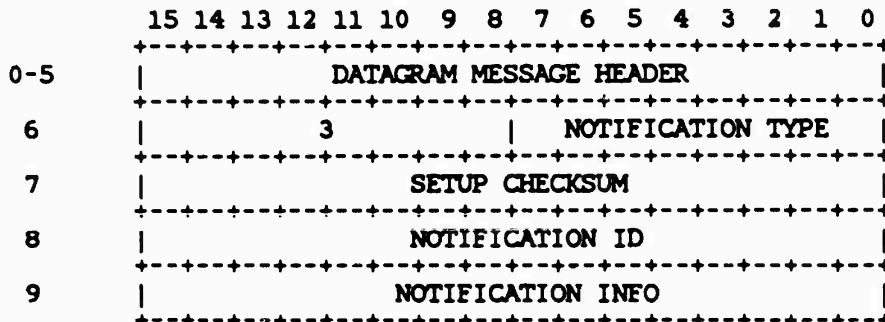 15 14 13 12 11 10 9 8 7 6 5 4 3 2 1 0
+--+--+--+--+--+--+--+--+--+--+--+--+--+--+--+--+
0-5 | DATAGRAM MESSAGE HEADER |
+--+--+--+--+--+--+--+--+--+--+--+--+--+--+--+--+
6 | 3 | NOTIFICATION TYPE |
+--+--+--+--+--+--+--+--+--+--+--+--+--+--+--+--+
7 | SETUP CHECKSUM |
+--+--+--+--+--+--+--+--+--+--+--+--+--+--+--+--+
8 | NOTIFICATION ID |
+--+--+--+--+--+--+--+--+--+--+--+--+--+--+--+--+
9 | NOTIFICATION INFO |
+--+--+--+--+--+--+--+--+--+--+--+--+--+--+--+--+